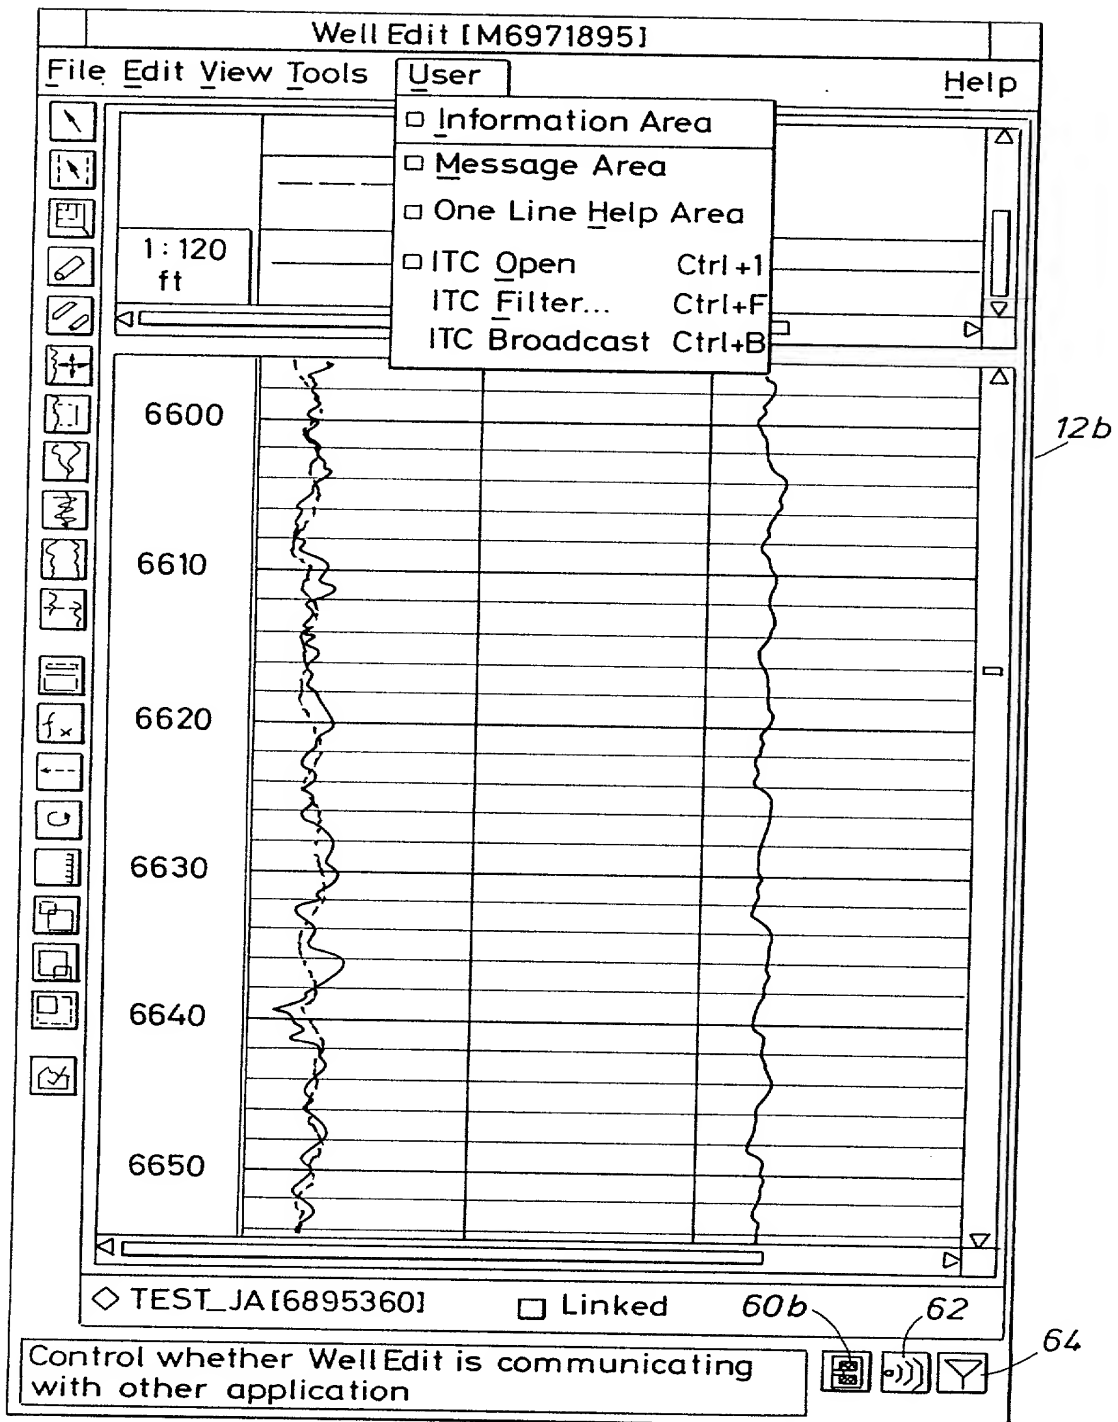 WellEdit [M6971895]
File Edit View Tools User Help
Information Area
Message Area
One Line Help Area
ITC Open Ctrl+1
ITC Filter... Ctrl+F
ITC Broadcast Ctrl+B
1:120
ft
6600
12b
6610
6620
fx
6630
6640
6650
TEST_JA[6895360] Linked 60b 62
64
Control whether WellEdit is communicating
with other application